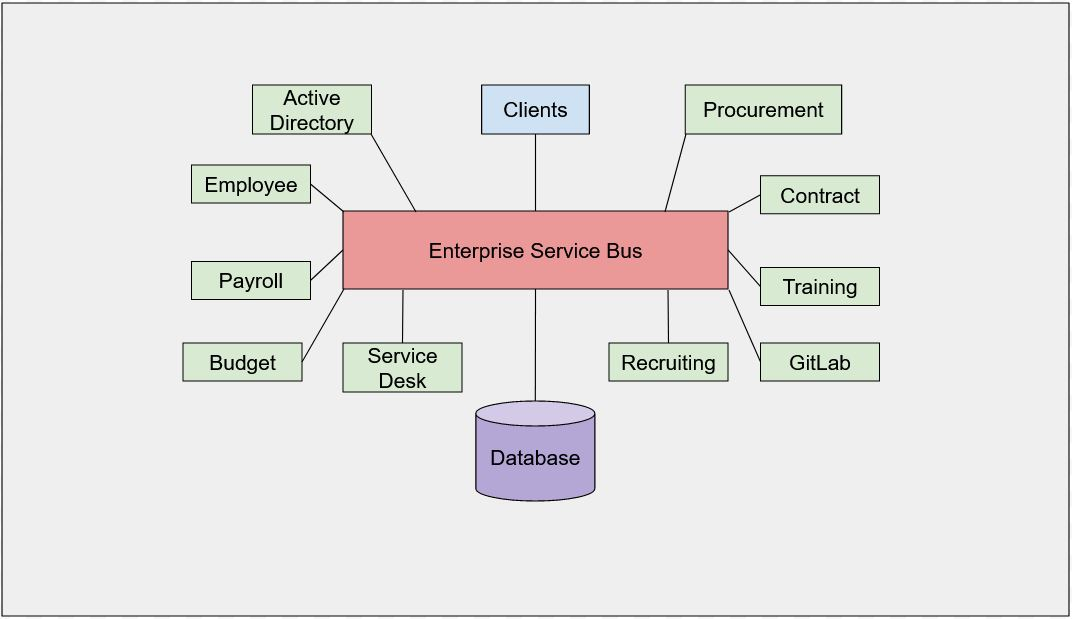 Active
Directory
Clients
Procurement
Employee
Contract
Enterprise Service Bus
Payroll
Training
Budget
Service
Desk
Recruiting
GitLab
Database